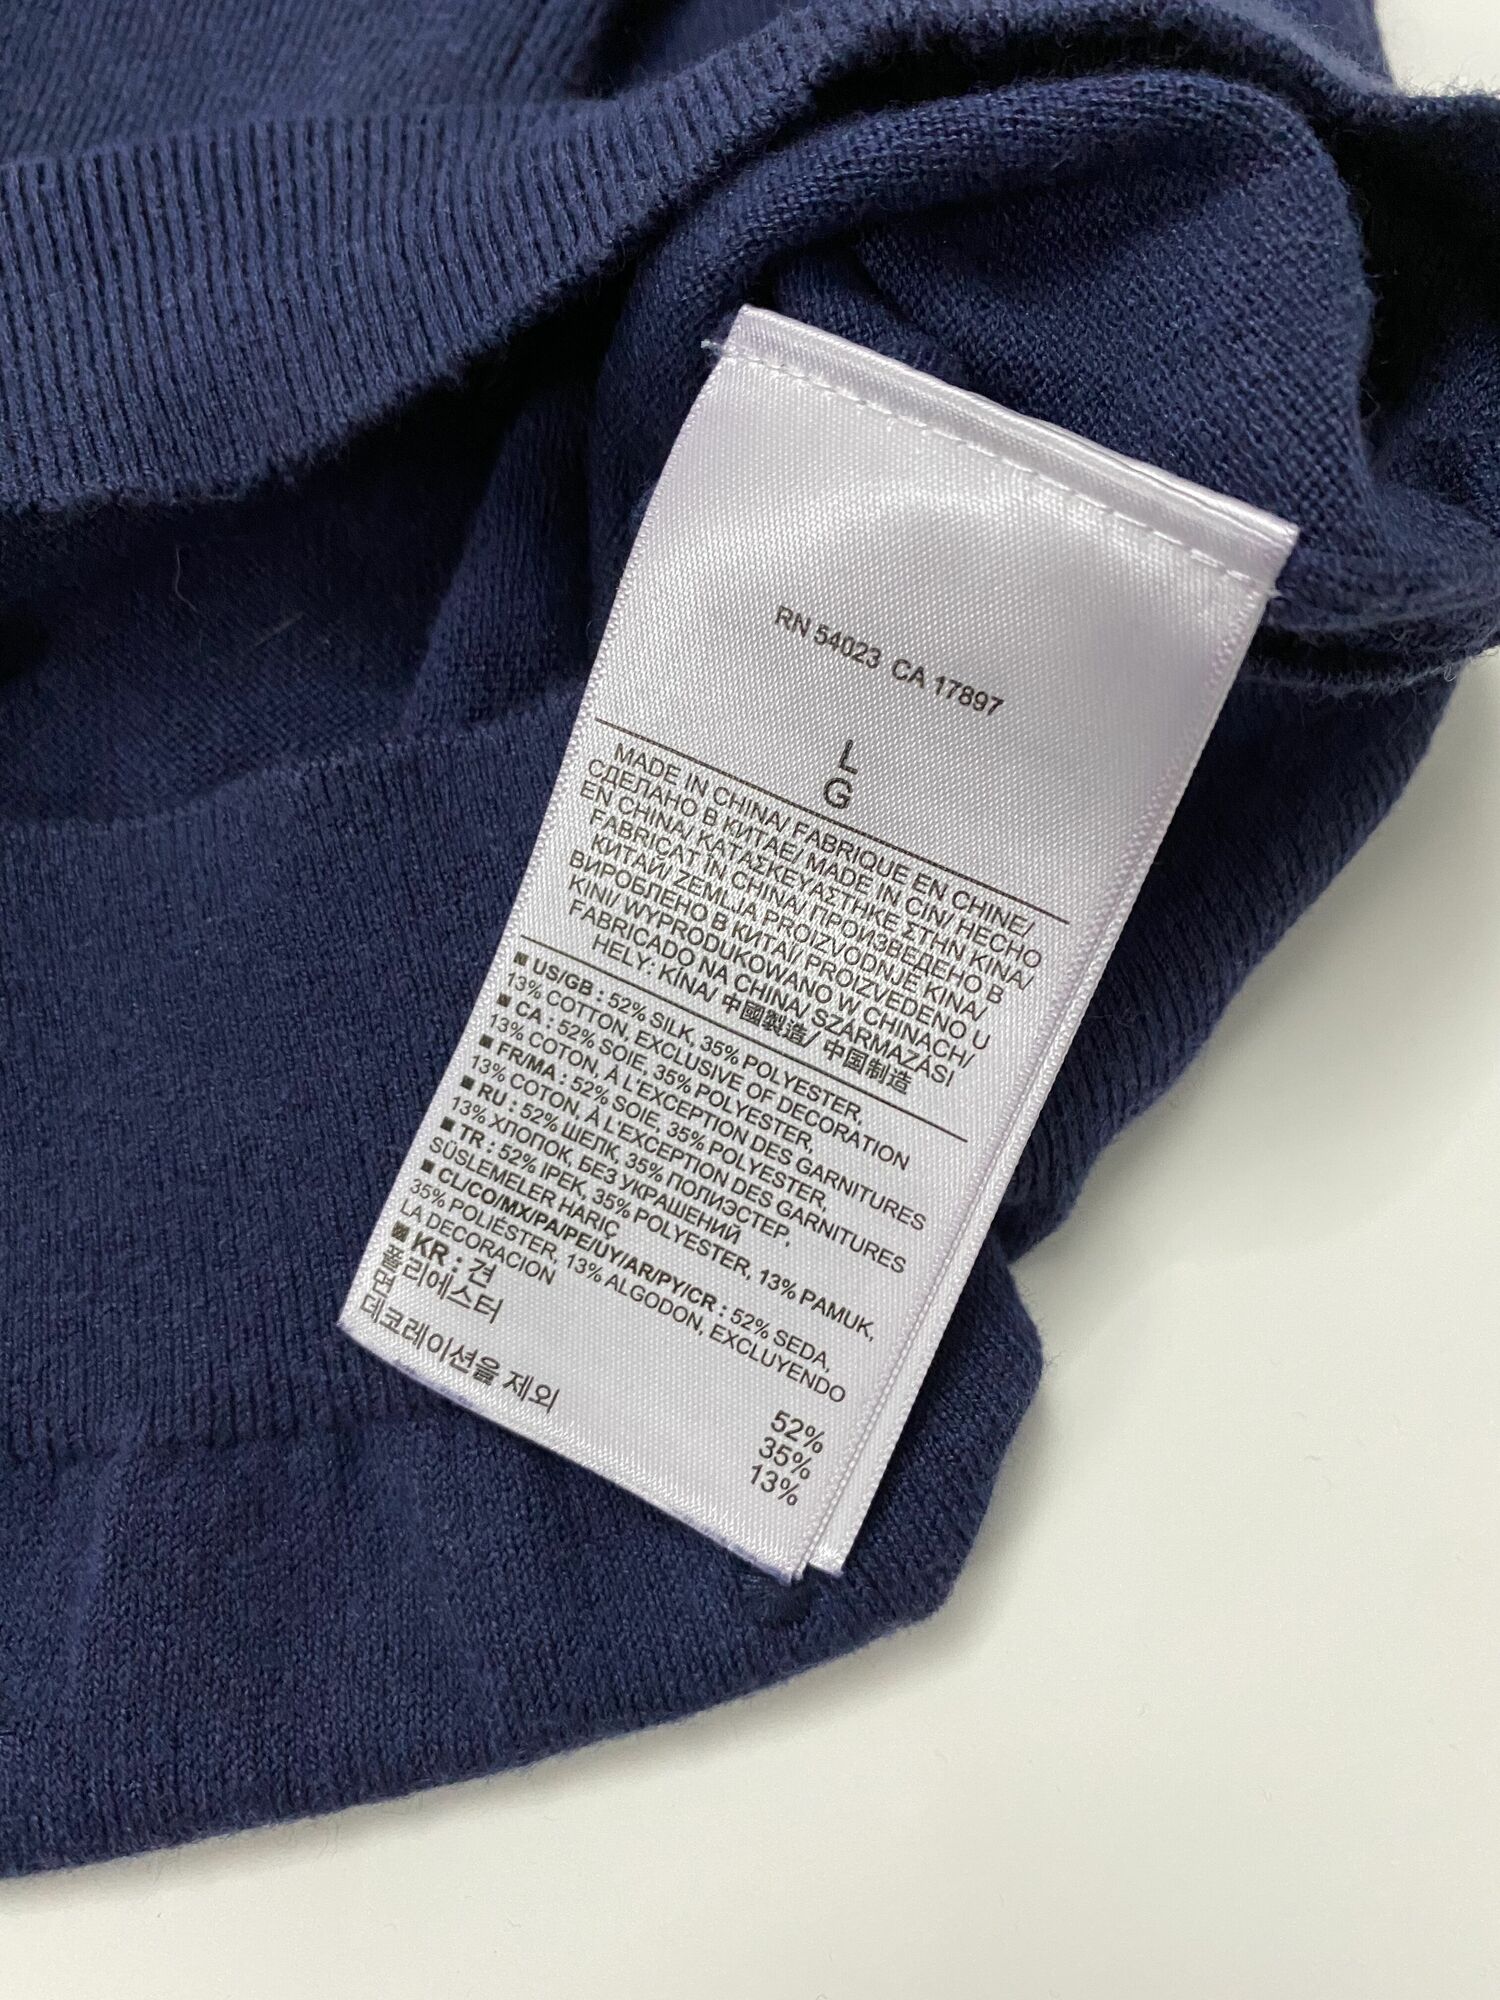 RN 54023 CA 17897
L
G
MADE IN CHINA/ FABRIQUE EN CHINE/
СДЕЛАНО В КИТАЕ/ MADE IN CIN/ HECHO
EN CHINA/ ΚΑΤΑΣΚΕΥΑΣΤΗΚΕ ΣΤΗΝ ΚΙΝΑ/
FABRICAT ÎN CHINA/ ПРОИЗВЕДЕНО В
КИТАЙ/ ZEMLJA PROIZVODNJE KINA/
ВИРОБЛЕНО В КИТАЇ/ PROIZVEDENO U
KINI/ WYPRODUKOWANO W CHINACH/
FABRICADO NA CHINA/ SZÁRMAZÁSI
HELY: KÍNA/ 中國製造/ 中国制造
US/GB : 52% SILK, 35% POLYESTER,
13% COTTON, EXCLUSIVE OF DECORATION
CA : 52% SOIE, 35% POLYESTER,
13% COTON, À L'EXCEPTION DES GARNITURES
FR/MA : 52% SOIE, 35% POLYESTER,
13% COTON, À L'EXCEPTION DES GARNITURES
RU : 52% ШЕЛК, 35% ПОЛИЭСТЕР,
13% ХЛОПОК, БЕЗ УКРАШЕНИЙ
TR : 52% IPEK, 35% POLYESTER, 13% PAMUK,
SÜSLEMELER HARIÇ
CL/CO/MX/PA/PE/UY/AR/PY/CR : 52% SEDA,
35% POLIÉSTER, 13% ALGODON, EXCLUYENDO
LA DECORACION
KR : 견 52%
폴리에스터 35%
면 13%
데코레이션을 제외